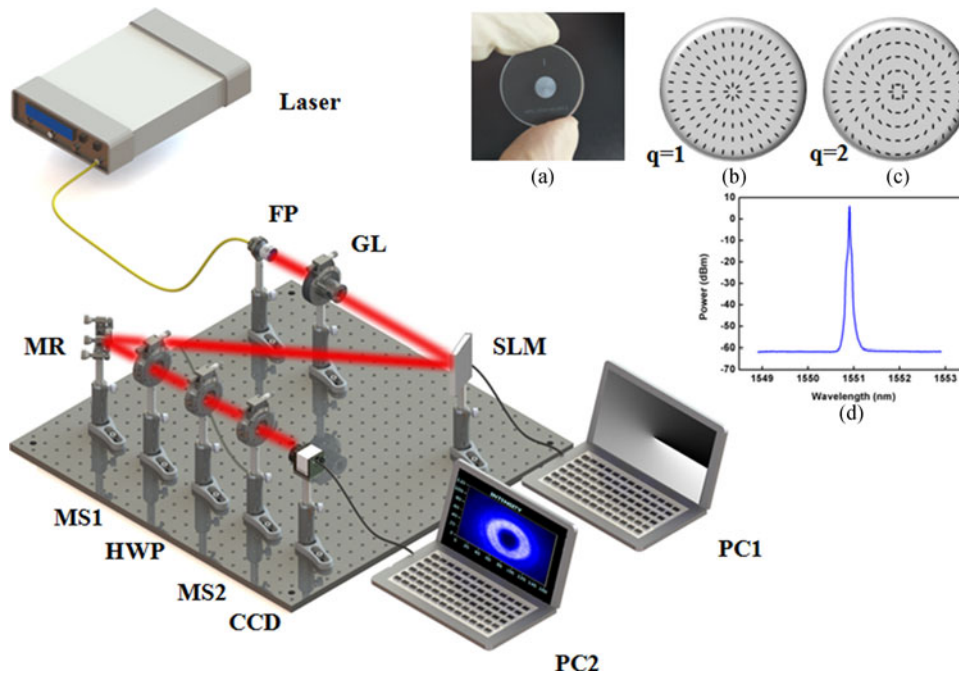 Laser
FP
GL
MR
SLM
MS1
HWP
MS2
CCD
PC1
PC2
INTENSITY
(a)
q=1
(b)
q=2
(c)
10
0
-10
-20
-30
-40
-50
-60
-70
Power (dBm)
1549 1550 1551 1552 1553
Wavelength (nm)
(d)